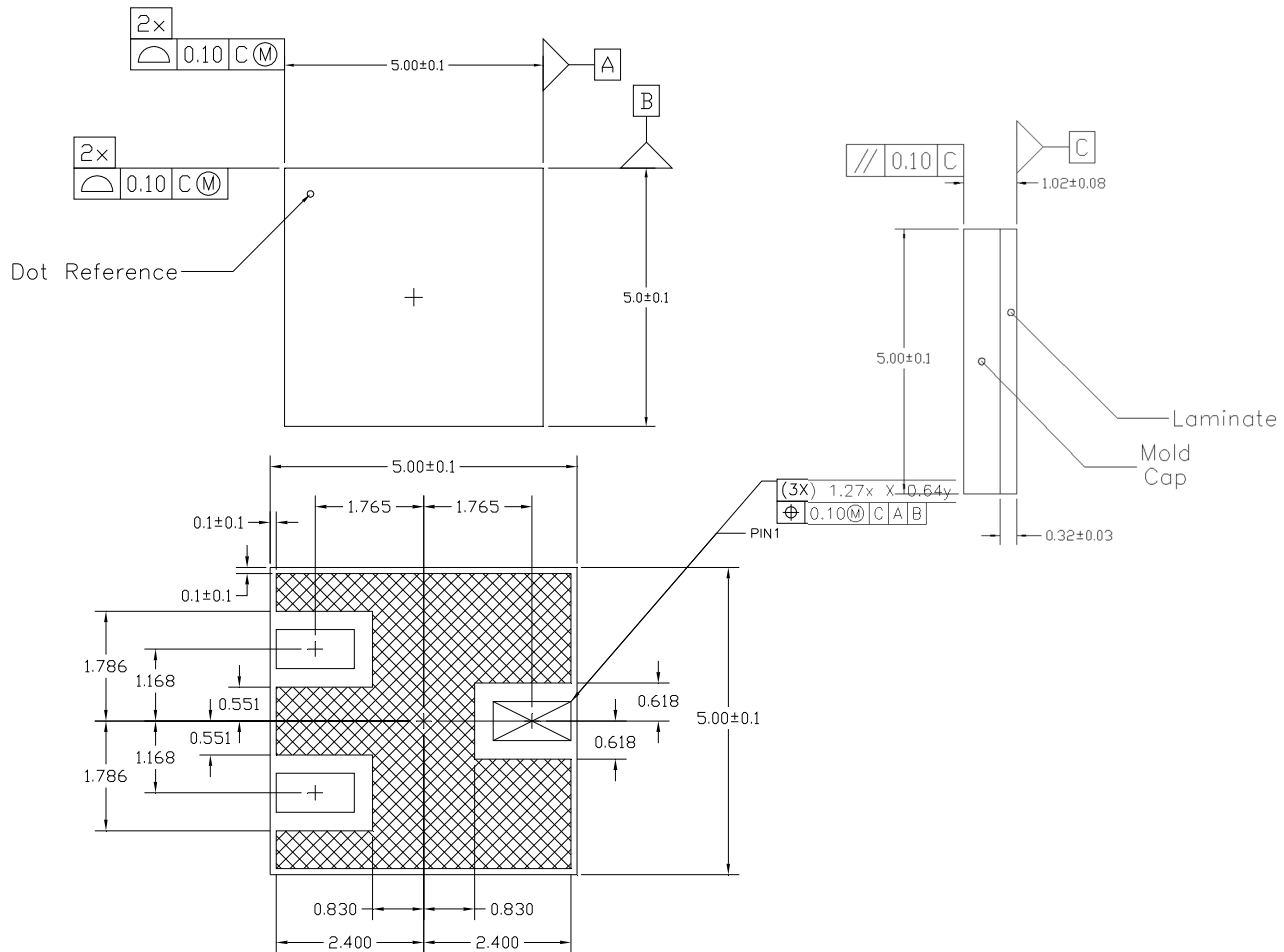 2x
0.10 C Ⓜ
5.00±0.1
A
B
2x
0.10 C Ⓜ
Dot Reference
5.0±0.1
// 0.10 C
C
1.02±0.08
5.00±0.1
Laminate
Mold
Cap
0.32±0.03
5.00±0.1
1.765
1.765
0.1±0.1
0.1±0.1
(3X) 1.27x X 0.64y
0.10Ⓜ C A B
PIN1
1.786
1.168
0.551
0.551
1.168
1.786
0.618
0.618
5.00±0.1
0.830
0.830
2.400
2.400